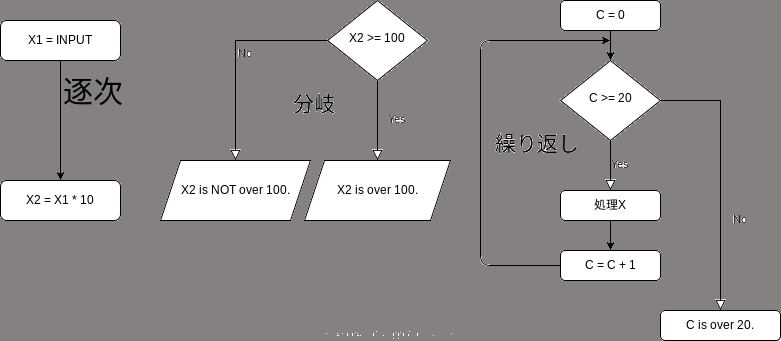 X1 = INPUT
逐次
X2 = X1 * 10
X2 >= 100
No
分岐
Yes
X2 is NOT over 100.
X2 is over 100.
C = 0
C >= 20
繰り返し
Yes
処理X
No
C = C + 1
C is over 20.